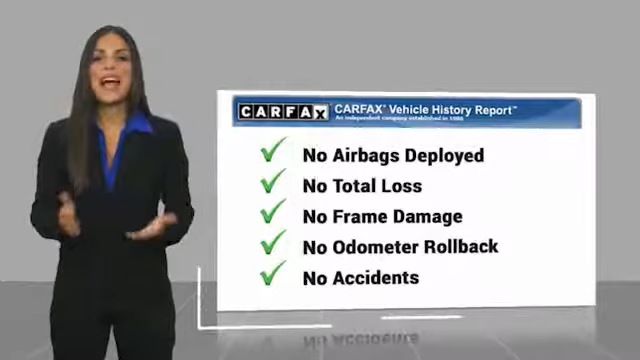 CARFAX CARFAX® Vehicle History Report™
An independent company established in 1986
No Airbags Deployed
No Total Loss
No Frame Damage
No Odometer Rollback
No Accidents